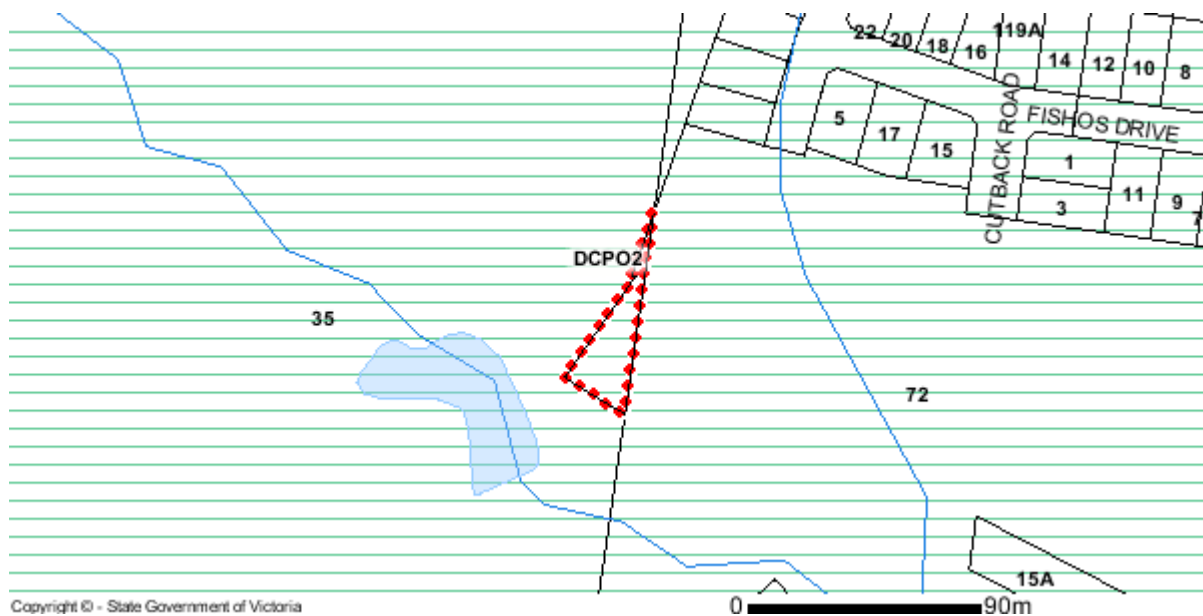 22
20
18
16
119A
14
12
10
8
5
17
15
CUTBACK ROAD
FISHOS DRIVE
1
11
9
3
7
DCPO2
35
72
15A
Copyright © - State Government of Victoria
0
90m